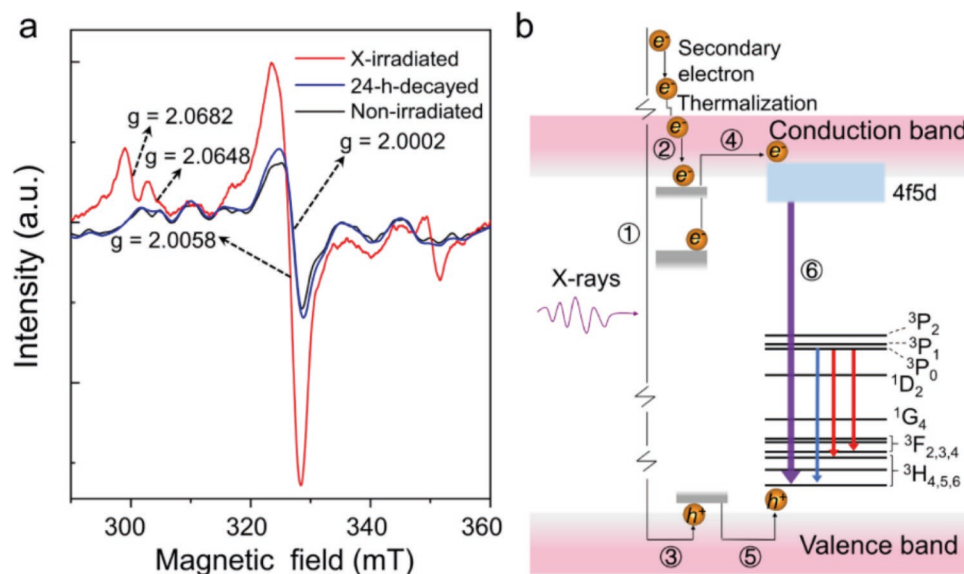 a
X-irradiated
24-h-decayed
Non-irradiated
g = 2.0682
g = 2.0648
g = 2.0002
g = 2.0058
Intensity (a.u.)
300
320
340
360
Magnetic field (mT)
b
e-
Secondary
electron
e-
Thermalization
e-
Conduction band
②
④
e-
e-
4f5d
e-
①
X-rays
⑥
³P₂
³P₁
³P₀
¹D₂
¹G₄
³F₂,₃,₄
³H₄,₅,₆
h+
h+
③
⑤
Valence band